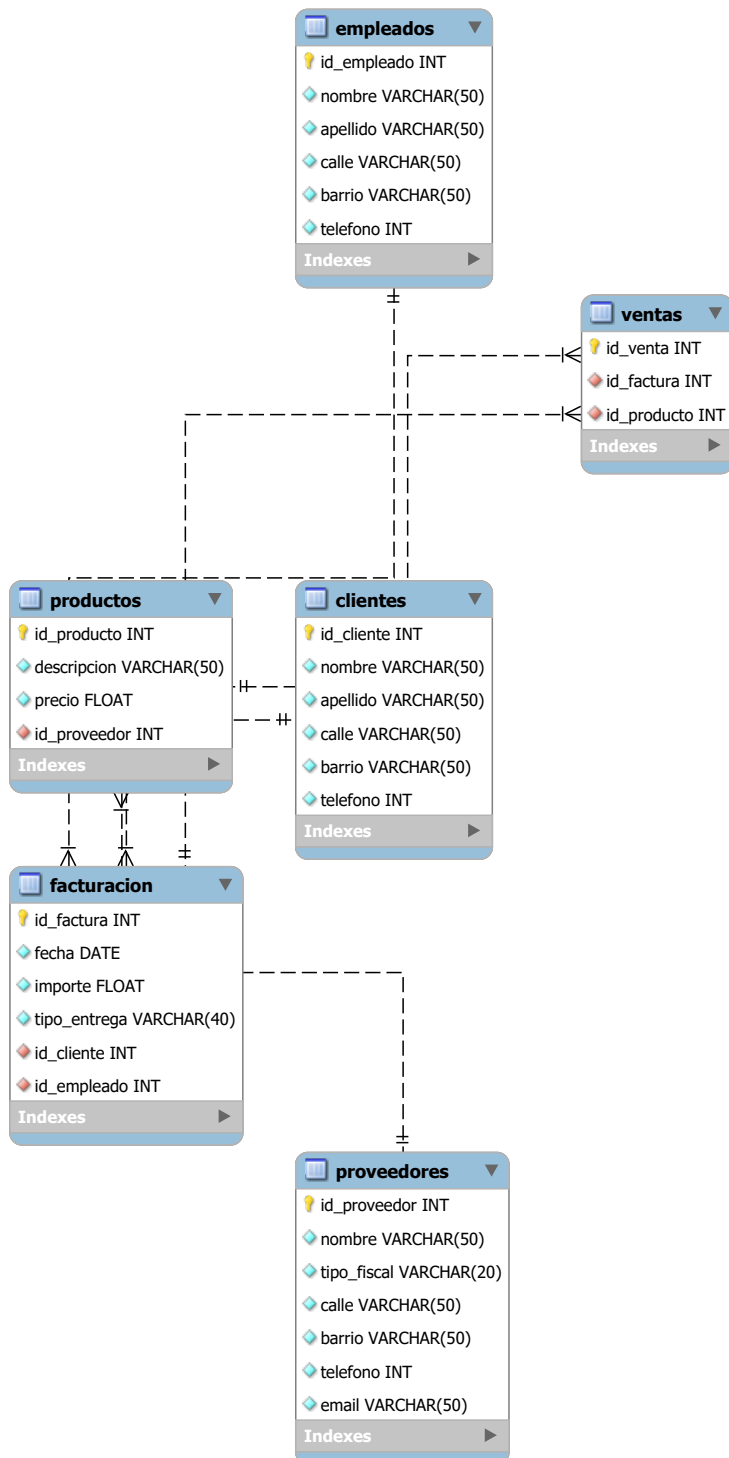 empleados
id_empleado INT
nombre VARCHAR(50)
apellido VARCHAR(50)
calle VARCHAR(50)
barrio VARCHAR(50)
telefono INT
Indexes
ventas
id_venta INT
id_factura INT
id_producto INT
Indexes
productos
id_producto INT
descripcion VARCHAR(50)
precio FLOAT
id_proveedor INT
Indexes
clientes
id_cliente INT
nombre VARCHAR(50)
apellido VARCHAR(50)
calle VARCHAR(50)
barrio VARCHAR(50)
telefono INT
Indexes
facturacion
id_factura INT
fecha DATE
importe FLOAT
tipo_entrega VARCHAR(40)
id_cliente INT
id_empleado INT
Indexes
proveedores
id_proveedor INT
nombre VARCHAR(50)
tipo_fiscal VARCHAR(20)
calle VARCHAR(50)
barrio VARCHAR(50)
telefono INT
email VARCHAR(50)
Indexes